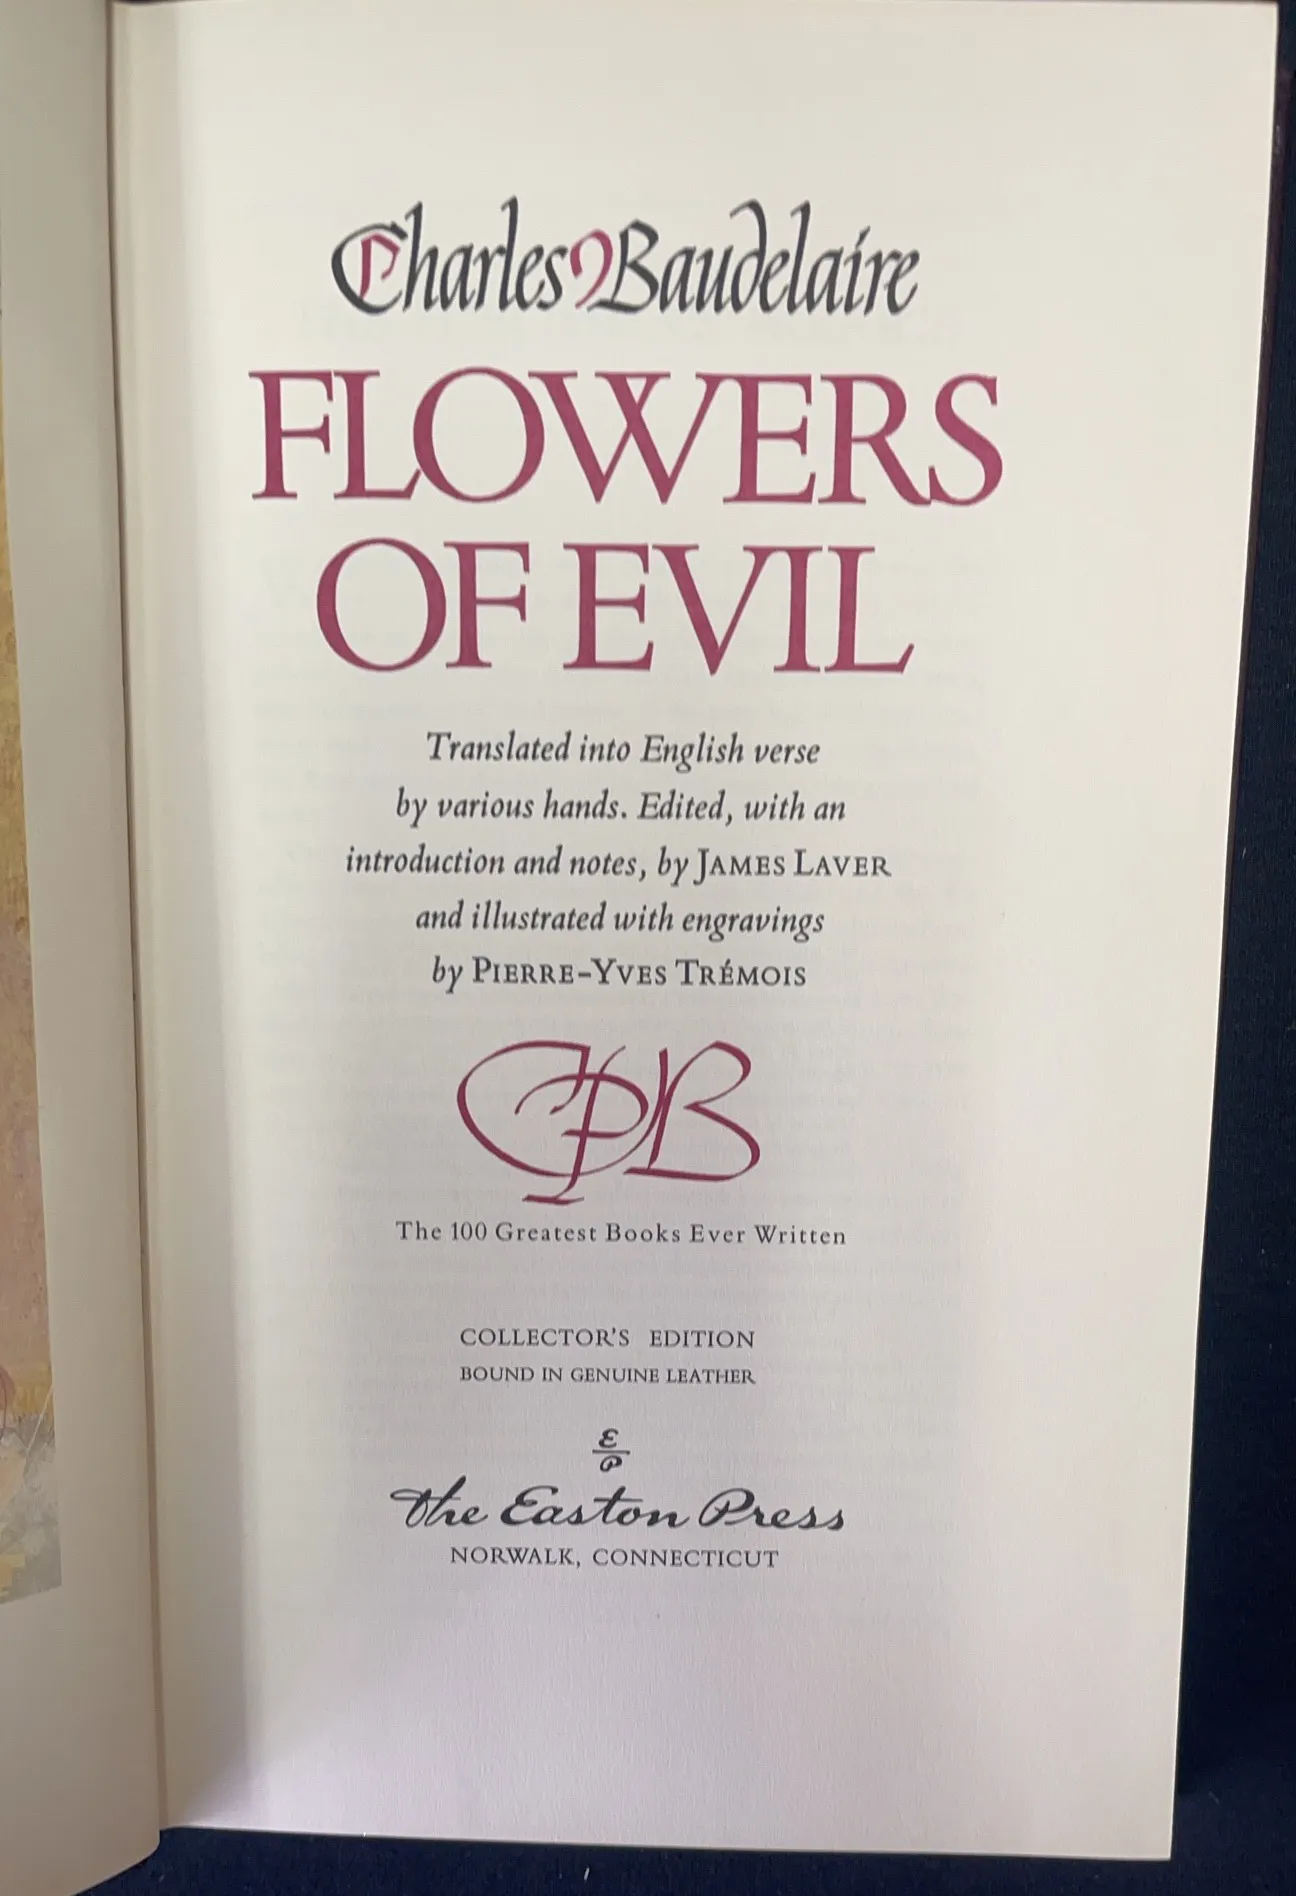 Charles Baudelaire
FLOWERS
OF EVIL
Translated into English verse
by various hands. Edited, with an
introduction and notes, by JAMES LAVER
and illustrated with engravings
by PIERRE-YVES TRÉMOIS
CPB
The 100 Greatest Books Ever Written
COLLECTOR'S EDITION
BOUND IN GENUINE LEATHER
E
P
The Easton Press
NORWALK, CONNECTICUT